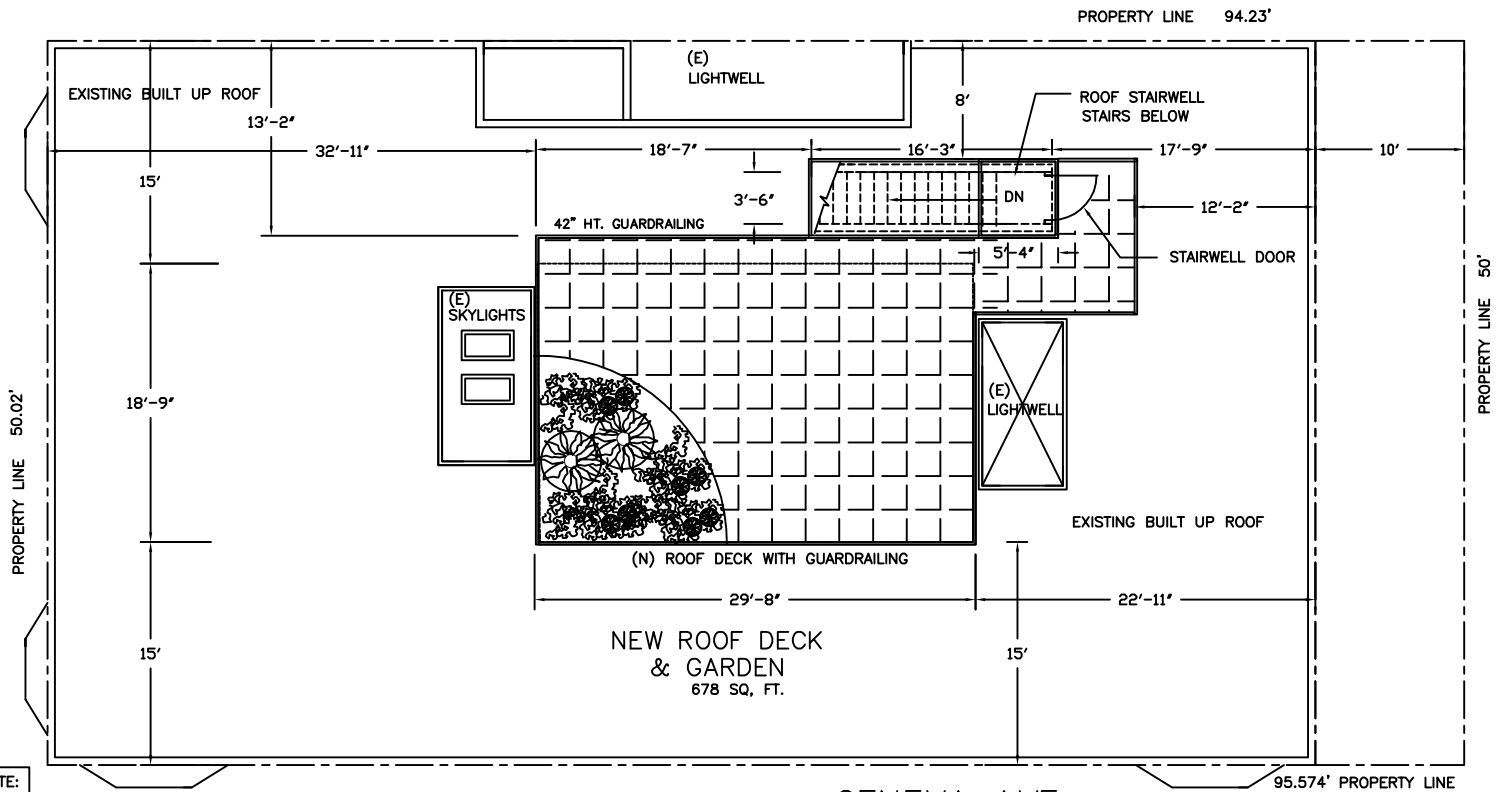 PROPERTY LINE 94.23'
(E)
LIGHTWELL
EXISTING BUILT UP ROOF
13'-2"
8'
ROOF STAIRWELL
STAIRS BELOW
32'-11"
18'-7"
16'-3"
17'-9"
10'
15'
3'-6"
DN
12'-2"
42" HT. GUARDRAILING
5'-4"
STAIRWELL DOOR
(E)
SKYLIGHTS
PROPERTY LINE 50'
18'-9"
(E)
LIGHTWELL
PROPERTY LINE 50.02'
EXISTING BUILT UP ROOF
(N) ROOF DECK WITH GUARDRAILING
29'-8"
22'-11"
NEW ROOF DECK
& GARDEN
678 SQ, FT.
15'
15'
TE:
95.574' PROPERTY LINE